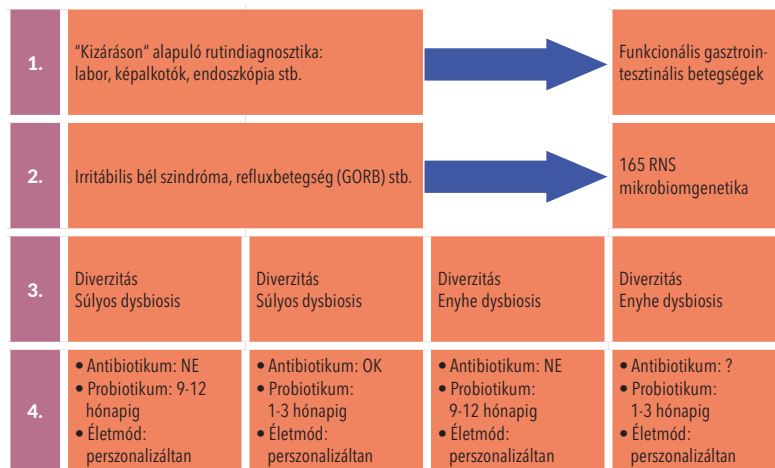 1.
"Kizáráson" alapuló rutindiagnosztika:
labor, képalkotók, endoszkópia stb.
Funkcionális gasztroin-
tesztinális betegségek
2.
Irritábilis bél szindróma, refluxbetegség (GORB) stb.
165 RNS
mikrobiomgenetika
3.
Diverzitás
Súlyos dysbiosis
Diverzitás
Súlyos dysbiosis
Diverzitás
Enyhe dysbiosis
Diverzitás
Enyhe dysbiosis
4.
• Antibiotikum: NE
• Probiotikum: 9-12
hónapig
• Életmód:
perszonalizáltan
• Antibiotikum: OK
• Probiotikum:
1-3 hónapig
• Életmód:
perszonalizáltan
• Antibiotikum: NE
• Probiotikum:
9-12 hónapig
• Életmód:
perszonalizáltan
• Antibiotikum: ?
• Probiotikum:
1-3 hónapig
• Életmód:
perszonalizáltan